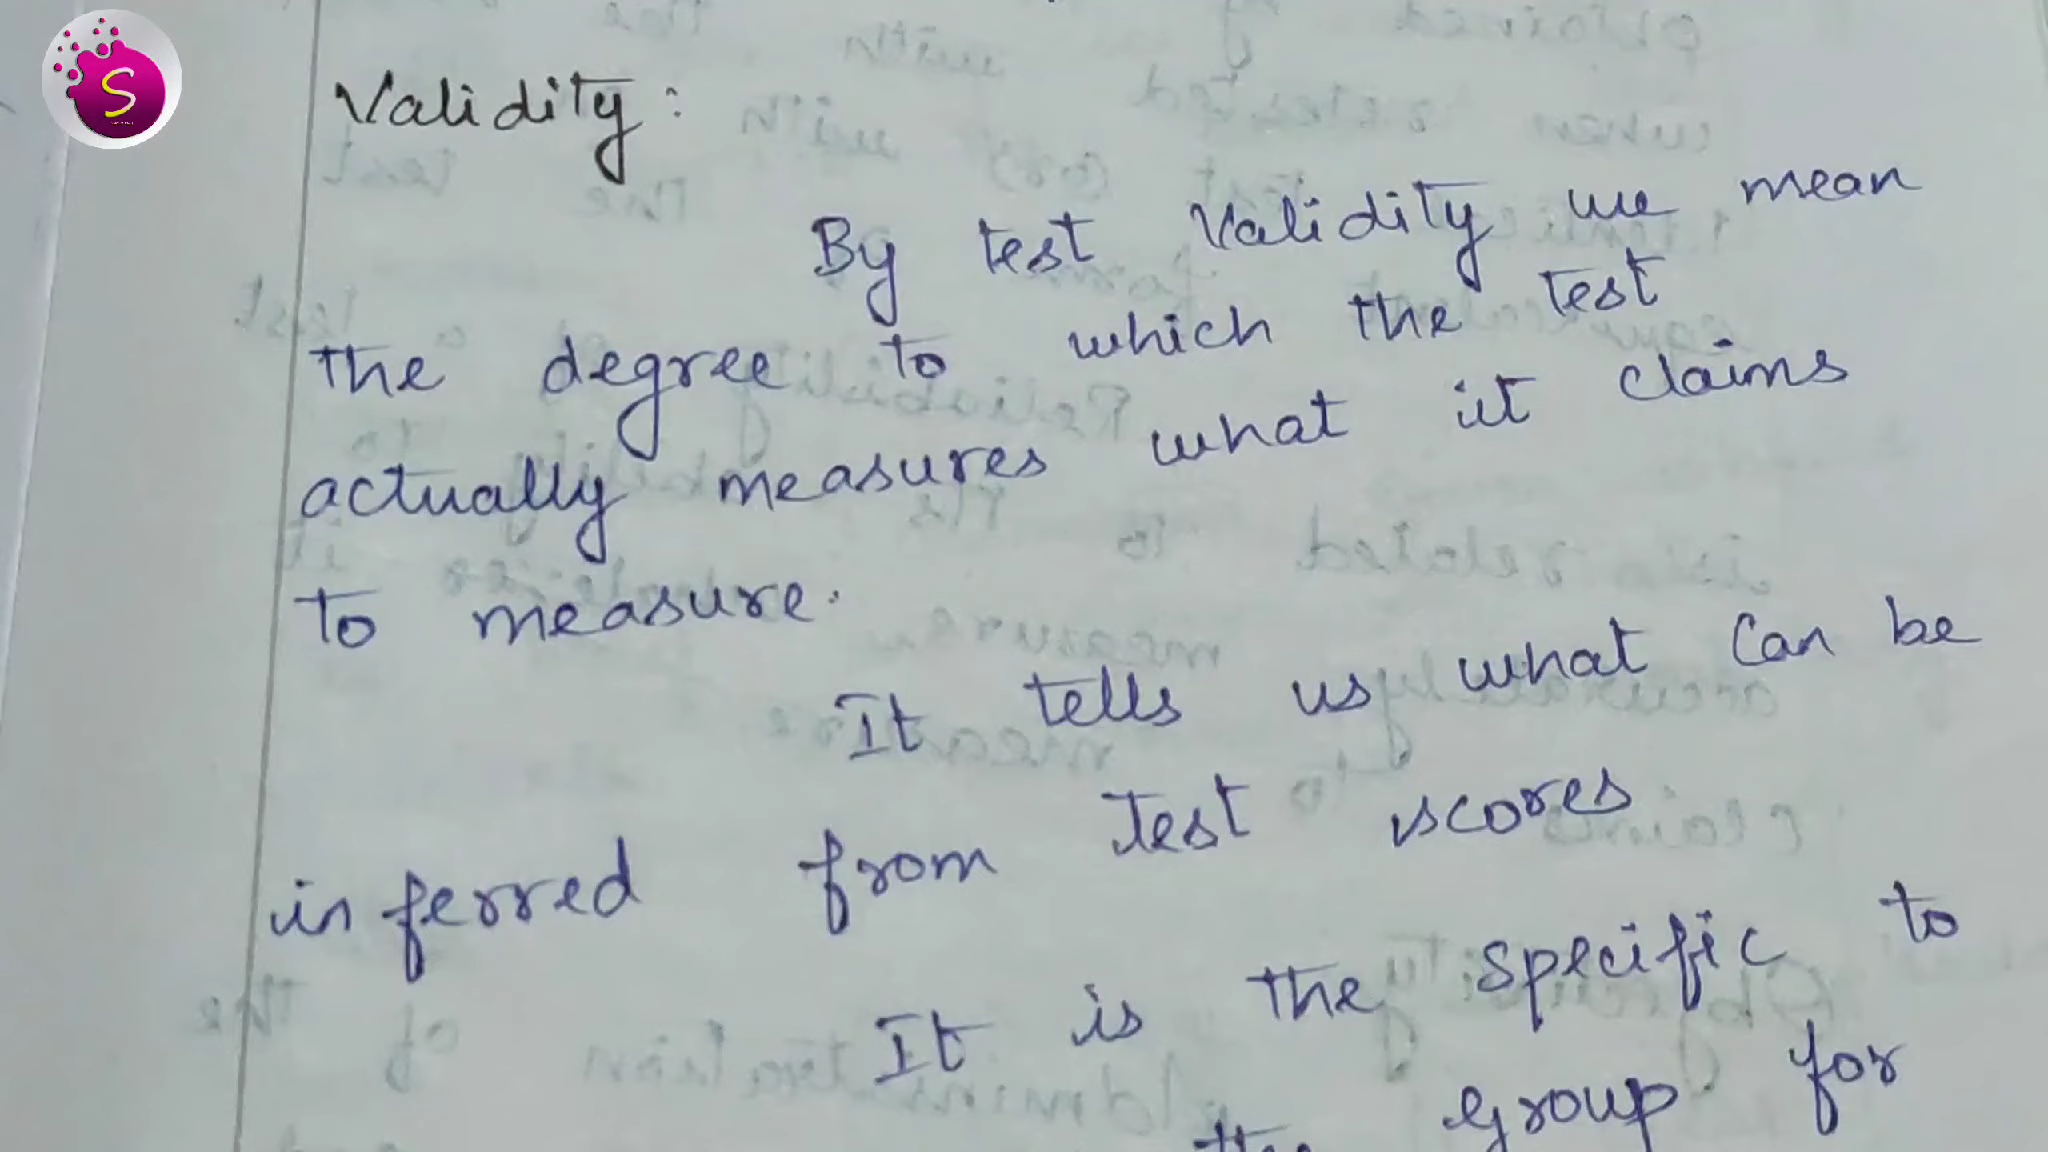 S
Validity:
By test Validity we mean
the degree to which the test
actually measures what it claims
to measure.
It tells us what can be
inferred from test scores
It is the specific to
the group for